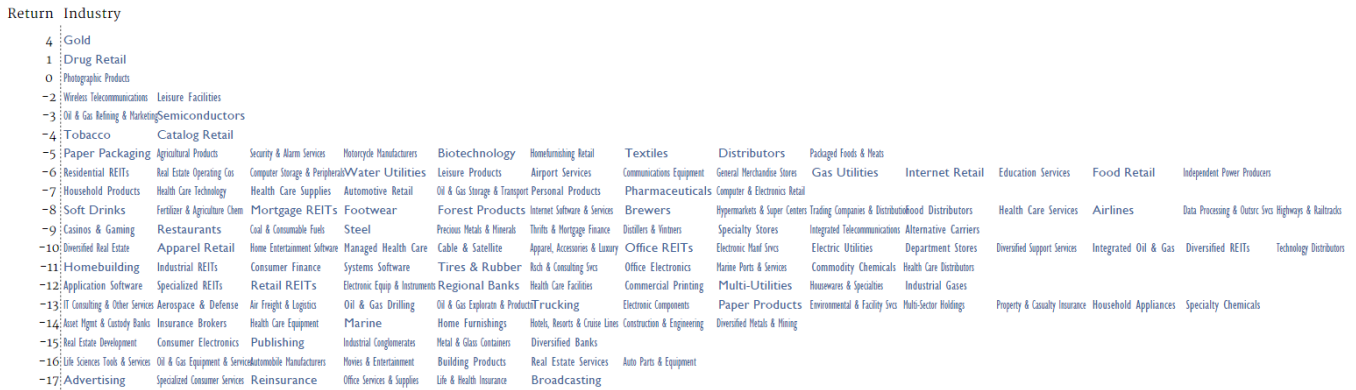 Return Industry
4 Gold
1 Drug Retail
0 Photographic Products
-2 Wireless Telecommunications Leisure Facilities
-3 Oil & Gas Refining & Marketing Semiconductors
-4 Tobacco Catalog Retail
-5 Paper Packaging Agricultural Products Security & Alarm Services Motorcycle Manufacturers Biotechnology Homefurnishing Retail Textiles Distributors Packaged Foods & Meats
-6 Residential REITs Real Estate Operating Cos Computer Storage & Peripherals Water Utilities Leisure Products Airport Services Communications Equipment General Merchandise Stores Gas Utilities Internet Retail Education Services Food Retail Independent Power Producers
-7 Household Products Health Care Technology Health Care Supplies Automotive Retail Oil & Gas Storage & Transport Personal Products Pharmaceuticals Computer & Electronics Retail
-8 Soft Drinks Fertilizer & Agriculture Chem Mortgage REITs Footwear Forest Products Internet Software & Services Brewers Hypermarkets & Super Centers Trading Companies & Distributio Food Distributors Health Care Services Airlines Data Processing & Outsrc Svcs Highways & Railtracks
-9 Casinos & Gaming Restaurants Coal & Consumable Fuels Steel Precious Metals & Minerals Thrifts & Mortgage Finance Distillers & Vintners Specialty Stores Integrated Telecommunications Alternative Carriers
-10 Diversified Real Estate Apparel Retail Home Entertainment Software Managed Health Care Cable & Satellite Apparel, Accessories & Luxury Office REITs Electronic Manf Svcs Electric Utilities Department Stores Diversified Support Services Integrated Oil & Gas Diversified REITs Technology Distributors
-11 Homebuilding Industrial REITs Consumer Finance Systems Software Tires & Rubber Rsch & Consulting Svcs Office Electronics Marine Ports & Services Commodity Chemicals Health Care Distributors
-12 Application Software Specialized REITs Retail REITs Electronic Equip & Instruments Regional Banks Health Care Facilities Commercial Printing Multi-Utilities Housewares & Specialties Industrial Gases
-13 IT Consulting & Other Services Aerospace & Defense Air Freight & Logistics Oil & Gas Drilling Oil & Gas Exploratn & Producti Trucking Electronic Components Paper Products Environmental & Facility Svcs Multi-Sector Holdings Property & Casualty Insurance Household Appliances Specialty Chemicals
-14 Asset Mgmt & Custody Banks Insurance Brokers Health Care Equipment Marine Home Furnishings Hotels, Resorts & Cruise Lines Construction & Engineering Diversified Metals & Mining
-15 Real Estate Development Consumer Electronics Publishing Industrial Conglomerates Metal & Glass Containers Diversified Banks
-16 Life Sciences Tools & Services Oil & Gas Equipment & Services Automobile Manufacturers Movies & Entertainment Building Products Real Estate Services Auto Parts & Equipment
-17 Advertising Specialized Consumer Services Reinsurance Office Services & Supplies Life & Health Insurance Broadcasting